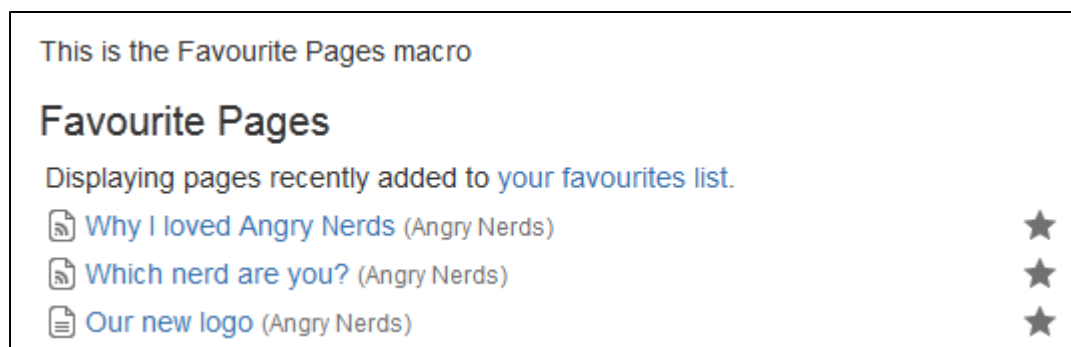 This is the Favourite Pages macro
Favourite Pages
Displaying pages recently added to your favourites list.
Why I loved Angry Nerds (Angry Nerds)
Which nerd are you? (Angry Nerds)
Our new logo (Angry Nerds)